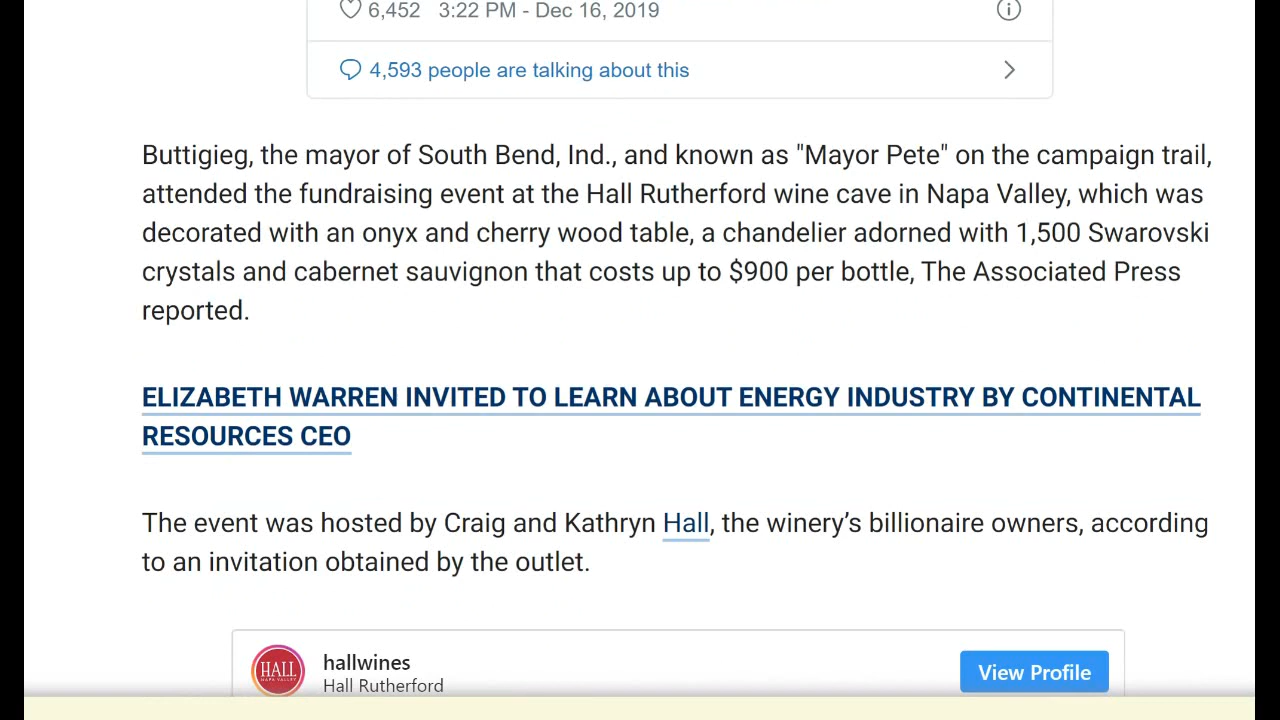 6,452 3:22 PM - Dec 16, 2019
4,593 people are talking about this
Buttigieg, the mayor of South Bend, Ind., and known as "Mayor Pete" on the campaign trail,
attended the fundraising event at the Hall Rutherford wine cave in Napa Valley, which was
decorated with an onyx and cherry wood table, a chandelier adorned with 1,500 Swarovski
crystals and cabernet sauvignon that costs up to $900 per bottle, The Associated Press
reported.
ELIZABETH WARREN INVITED TO LEARN ABOUT ENERGY INDUSTRY BY CONTINENTAL
RESOURCES CEO
The event was hosted by Craig and Kathryn Hall, the winery’s billionaire owners, according
to an invitation obtained by the outlet.
HALL
NAPA VALLEY
hallwines
Hall Rutherford
View Profile